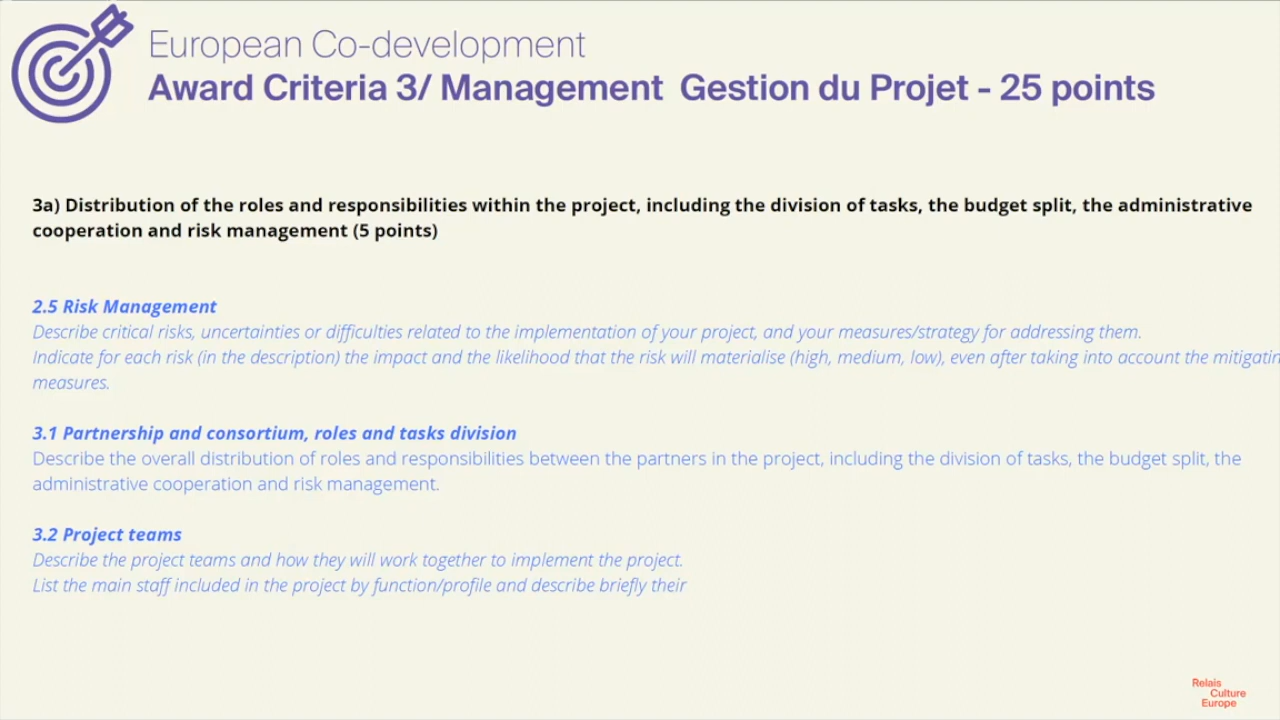 European Co-development
Award Criteria 3/ Management Gestion du Projet - 25 points
3a) Distribution of the roles and responsibilities within the project, including the division of tasks, the budget split, the administrative
cooperation and risk management (5 points)
2.5 Risk Management
Describe critical risks, uncertainties or difficulties related to the implementation of your project, and your measures/strategy for addressing them.
Indicate for each risk (in the description) the impact and the likelihood that the risk will materialise (high, medium, low), even after taking into account the mitigatin
measures.
3.1 Partnership and consortium, roles and tasks division
Describe the overall distribution of roles and responsibilities between the partners in the project, including the division of tasks, the budget split, the
administrative cooperation and risk management.
3.2 Project teams
Describe the project teams and how they will work together to implement the project.
List the main staff included in the project by function/profile and describe briefly their
Relais
Culture
Europe